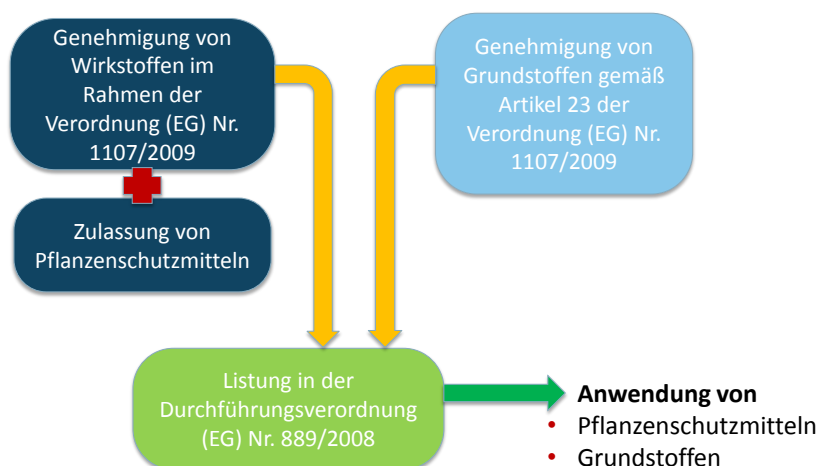 Genehmigung von
Wirkstoffen im
Rahmen der
Verordnung (EG) Nr.
1107/2009
Genehmigung von
Grundstoffen gemäß
Artikel 23 der
Verordnung (EG) Nr.
1107/2009
Zulassung von
Pflanzenschutzmitteln
Listung in der
Durchführungsverordnung
(EG) Nr. 889/2008
Anwendung von
• Pflanzenschutzmitteln
• Grundstoffen